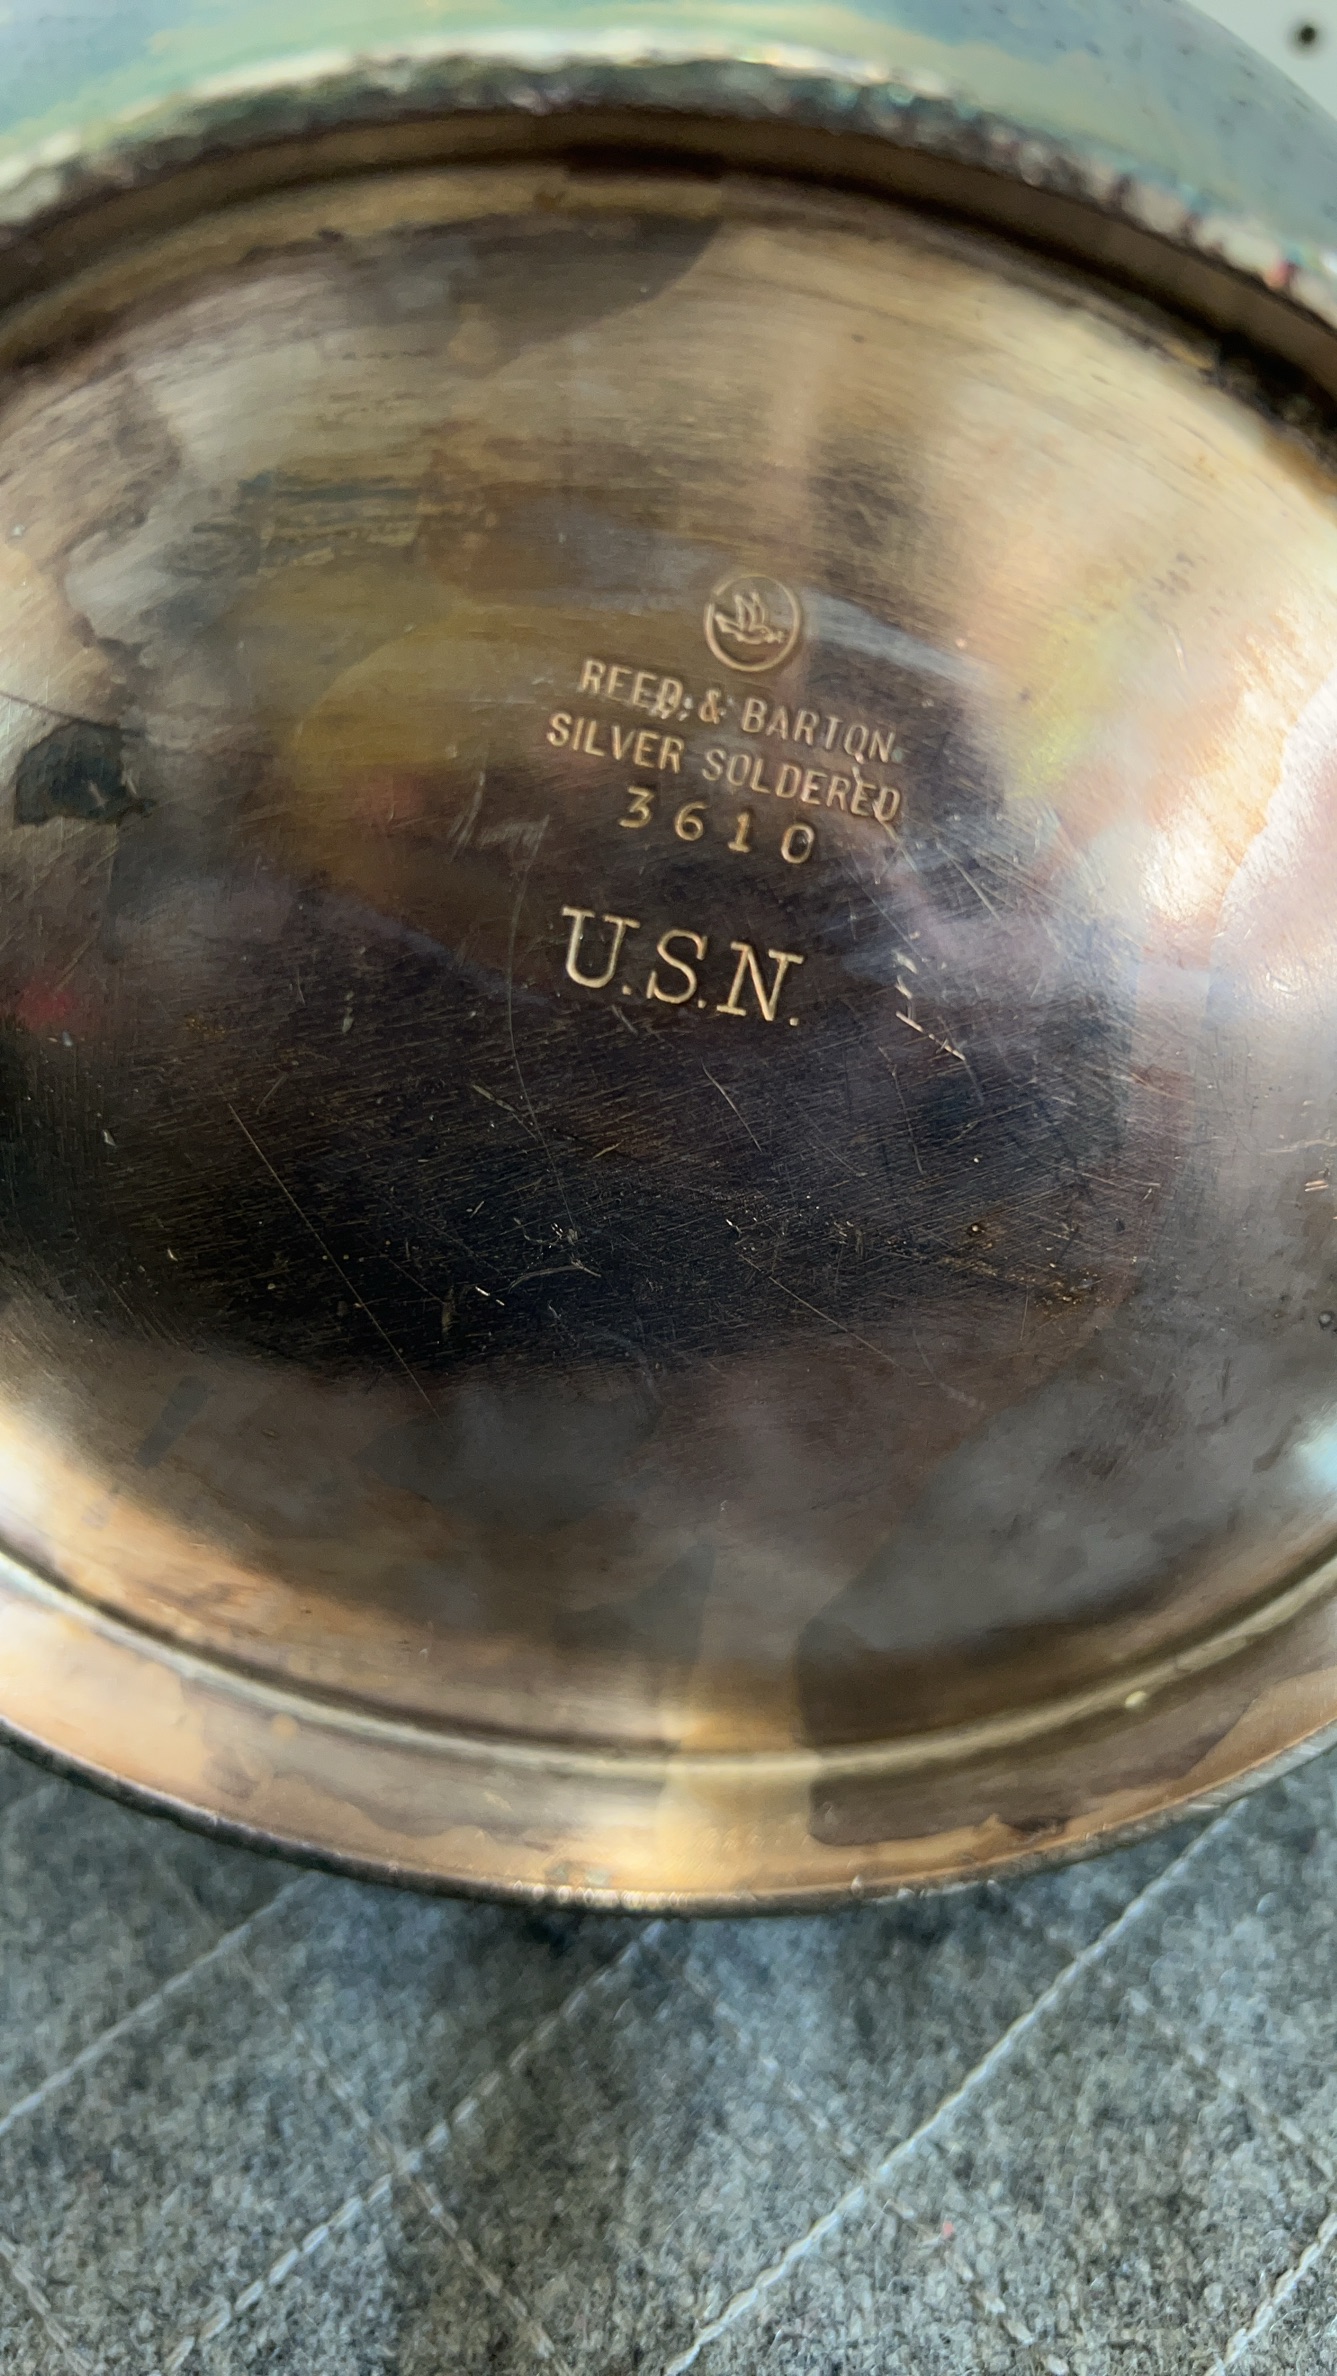 REED & BARTON
SILVER SOLDERED
3610
U.S.N.